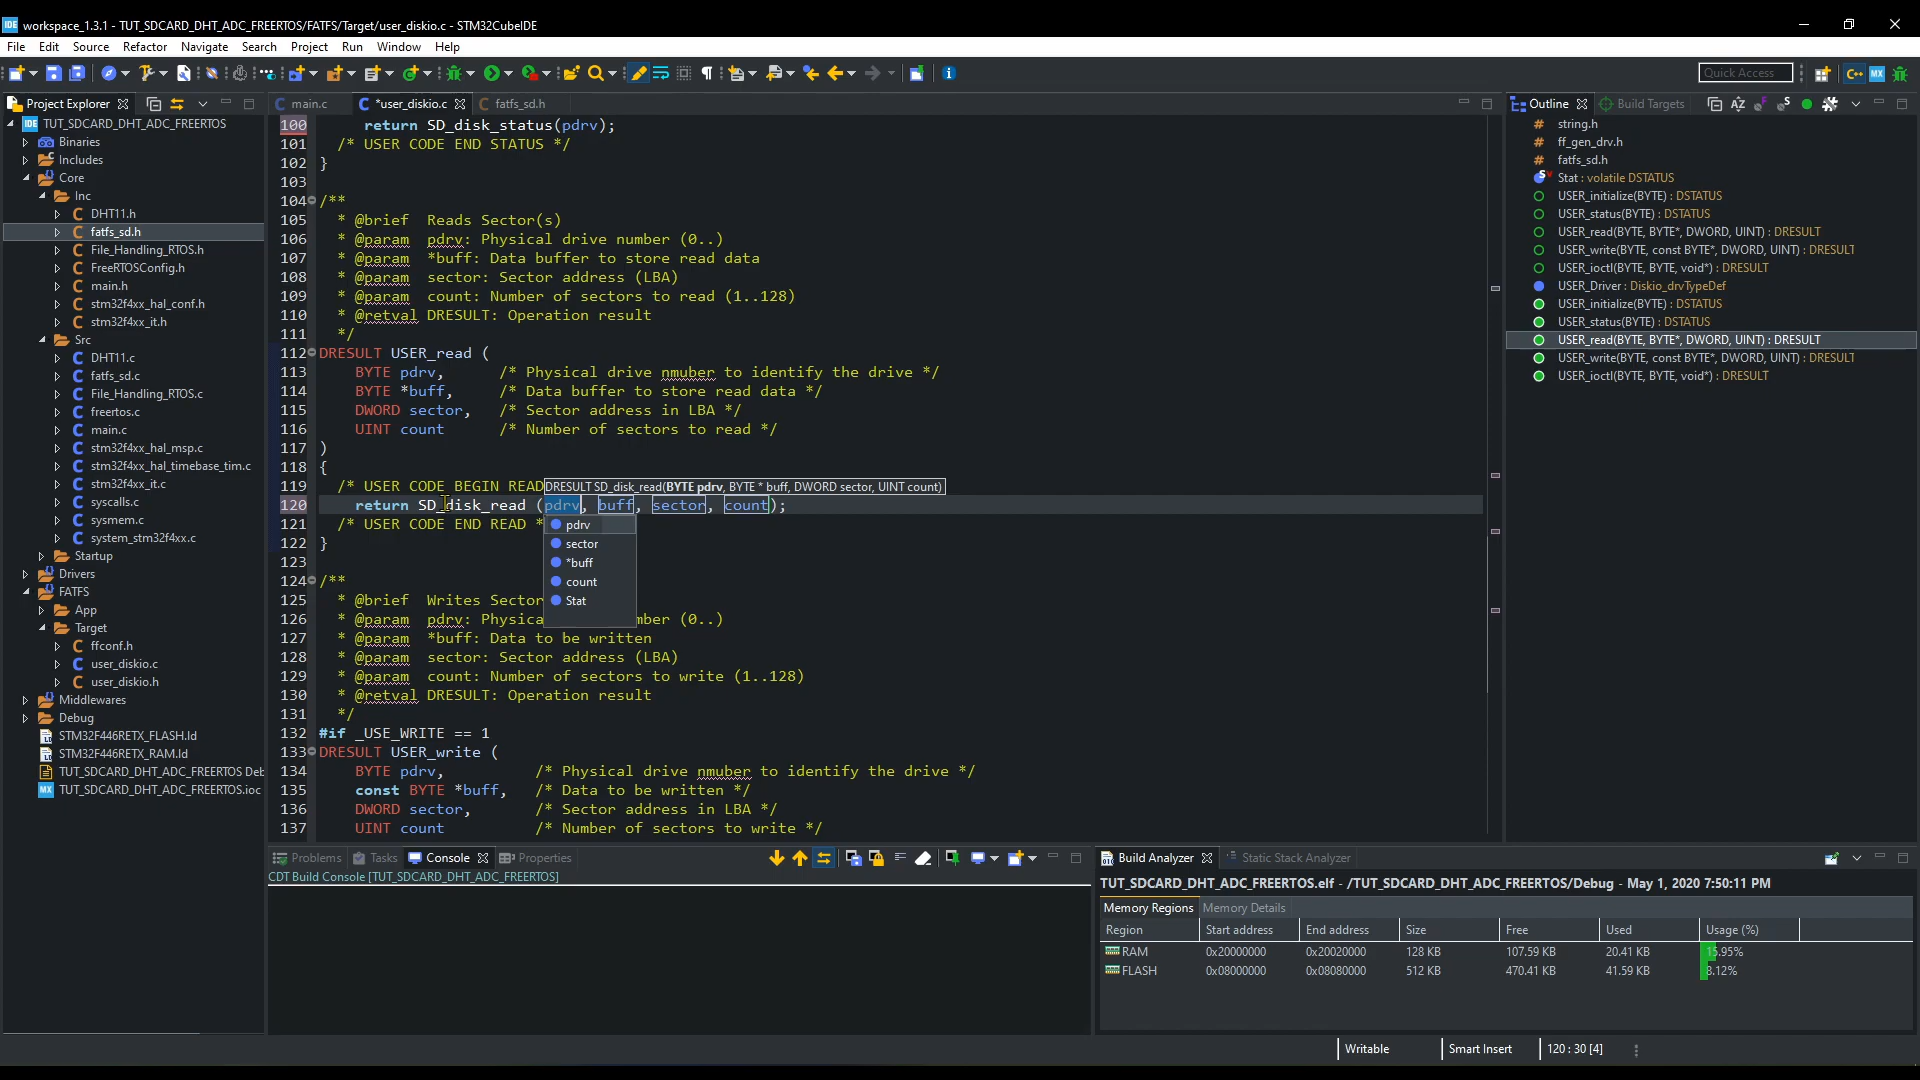 workspace_1.3.1 - TUT_SDCARD_DHT_ADC_FREERTOS/FATFS/Target/user_diskio.c - STM32CubeIDE
File Edit Source Refactor Navigate Search Project Run Window Help
Quick Access
Project Explorer
TUT_SDCARD_DHT_ADC_FREERTOS
Binaries
Includes
Core
Inc
DHT11.h
fatfs_sd.h
File_Handling_RTOS.h
FreeRTOSConfig.h
main.h
stm32f4xx_hal_conf.h
stm32f4xx_it.h
Src
DHT11.c
fatfs_sd.c
File_Handling_RTOS.c
freertos.c
main.c
stm32f4xx_hal_msp.c
stm32f4xx_hal_timebase_tim.c
stm32f4xx_it.c
syscalls.c
sysmem.c
system_stm32f4xx.c
Startup
Drivers
FATFS
App
Target
ffconf.h
user_diskio.c
user_diskio.h
Middlewares
Debug
STM32F446RETX_FLASH.ld
STM32F446RETX_RAM.ld
TUT_SDCARD_DHT_ADC_FREERTOS Deb
TUT_SDCARD_DHT_ADC_FREERTOS.ioc
main.c *user_diskio.c fatfs_sd.h
100 return SD_disk_status(pdrv);
101 /* USER CODE END STATUS */
102 }
103
104 /**
105 * @brief Reads Sector(s)
106 * @param pdrv: Physical drive number (0..)
107 * @param *buff: Data buffer to store read data
108 * @param sector: Sector address (LBA)
109 * @param count: Number of sectors to read (1..128)
110 * @retval DRESULT: Operation result
111 */
112 DRESULT USER_read (
113 BYTE pdrv, /* Physical drive nmuber to identify the drive */
114 BYTE *buff, /* Data buffer to store read data */
115 DWORD sector, /* Sector address in LBA */
116 UINT count /* Number of sectors to read */
117 )
118 {
119 /* USER CODE BEGIN READ DRESULT SD_disk_read(BYTE pdrv, BYTE * buff, DWORD sector, UINT count)
120 return SD_disk_read (pdrv, buff, sector, count);
121 /* USER CODE END READ *
122 }
123
124 /**
125 * @brief Writes Sector
126 * @param pdrv: Physica mber (0..)
127 * @param *buff: Data to be written
128 * @param sector: Sector address (LBA)
129 * @param count: Number of sectors to write (1..128)
130 * @retval DRESULT: Operation result
131 */
132 #if _USE_WRITE == 1
133 DRESULT USER_write (
134 BYTE pdrv, /* Physical drive nmuber to identify the drive */
135 const BYTE *buff, /* Data to be written */
136 DWORD sector, /* Sector address in LBA */
137 UINT count /* Number of sectors to write */
pdrv
sector
*buff
count
Stat
Outline Build Targets
string.h
ff_gen_drv.h
fatfs_sd.h
Stat : volatile DSTATUS
USER_initialize(BYTE) : DSTATUS
USER_status(BYTE) : DSTATUS
USER_read(BYTE, BYTE*, DWORD, UINT) : DRESULT
USER_write(BYTE, const BYTE*, DWORD, UINT) : DRESULT
USER_ioctl(BYTE, BYTE, void*) : DRESULT
USER_Driver : Diskio_drvTypeDef
USER_initialize(BYTE) : DSTATUS
USER_status(BYTE) : DSTATUS
USER_read(BYTE, BYTE*, DWORD, UINT) : DRESULT
USER_write(BYTE, const BYTE*, DWORD, UINT) : DRESULT
USER_ioctl(BYTE, BYTE, void*) : DRESULT
Problems Tasks Console Properties
CDT Build Console [TUT_SDCARD_DHT_ADC_FREERTOS]
Build Analyzer Static Stack Analyzer
TUT_SDCARD_DHT_ADC_FREERTOS.elf - /TUT_SDCARD_DHT_ADC_FREERTOS/Debug - May 1, 2020 7:50:11 PM
Memory Regions Memory Details
Region Start address End address Size Free Used Usage (%)
RAM 0x20000000 0x20020000 128 KB 107.59 KB 20.41 KB 15.95%
FLASH 0x08000000 0x08080000 512 KB 470.41 KB 41.59 KB 8.12%
Writable Smart Insert 120 : 30 [4]